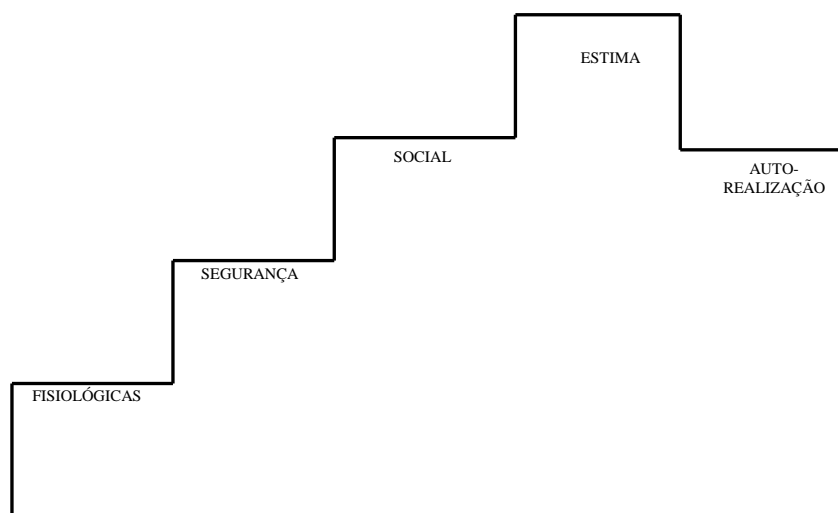 ESTIMA
SOCIAL
AUTO-
REALIZAÇÃO
SEGURANÇA
FISIOLÓGICAS